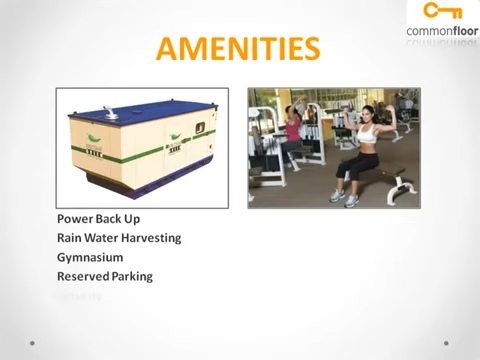 commonfloor
AMENITIES
Power Back Up
Rain Water Harvesting
Gymnasium
Reserved Parking